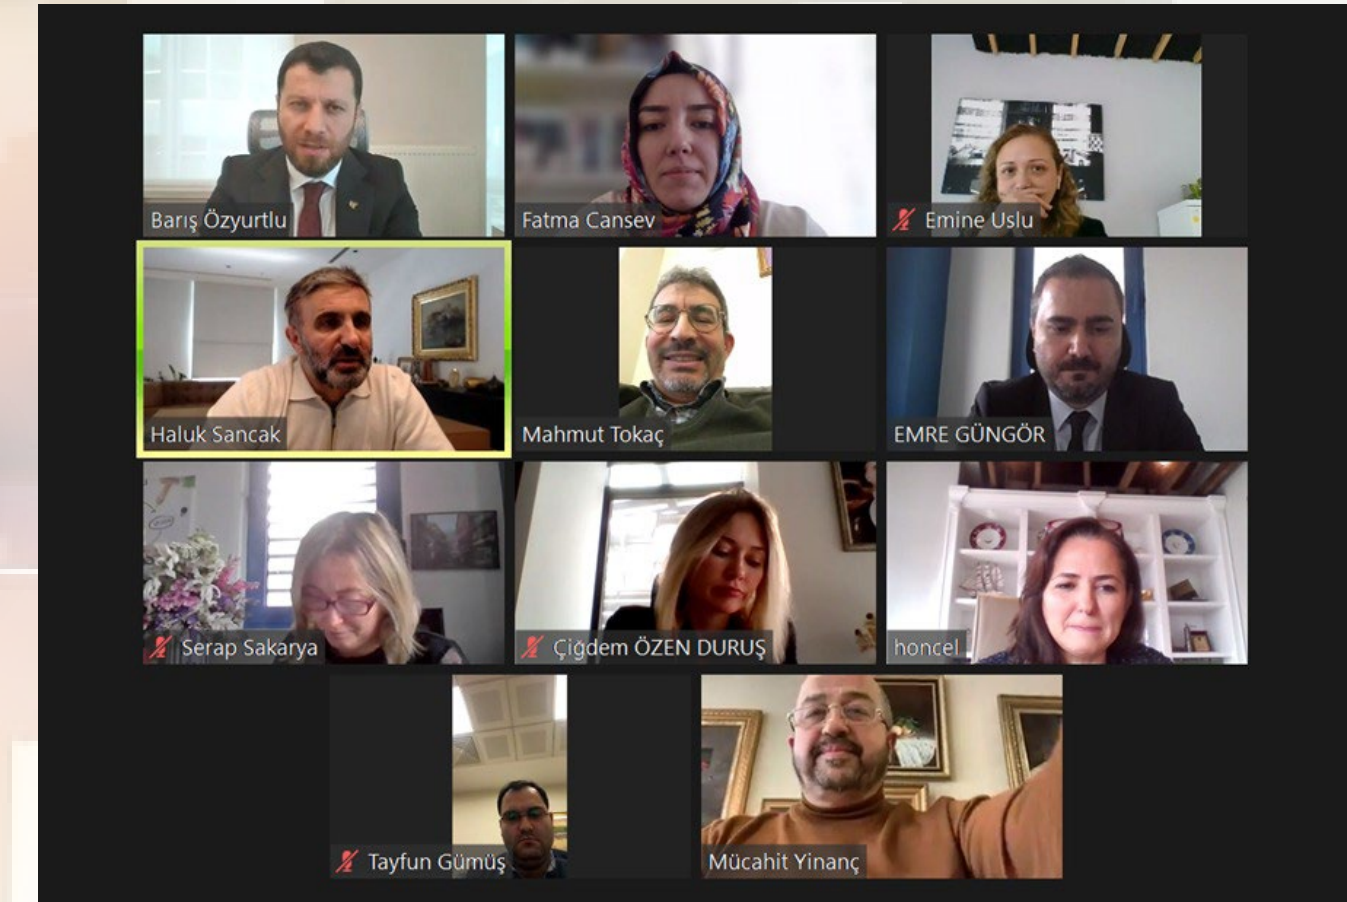 Barış Özyurtlu
Fatma Cansev
Emine Uslu
Haluk Sancak
Mahmut Tokaç
EMRE GÜNGÖR
Serap Sakarya
Çiğdem ÖZEN DURUŞ
honcel
Tayfun Gümüş
Mücahit Yinanç